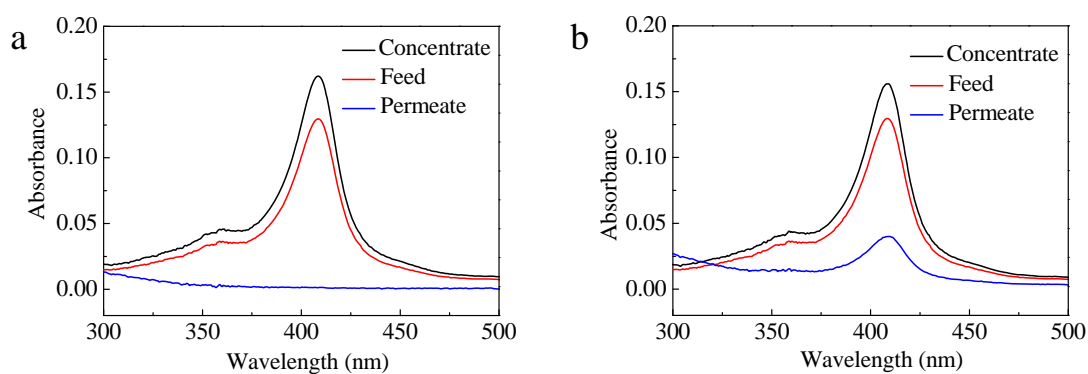 a
0.20
0.15
0.10
0.05
0.00
Absorbance
Concentrate
Feed
Permeate
300
350
400
450
500
Wavelength (nm)
b
0.20
0.15
0.10
0.05
0.00
Absorbance
Concentrate
Feed
Permeate
300
350
400
450
500
Wavelength (nm)